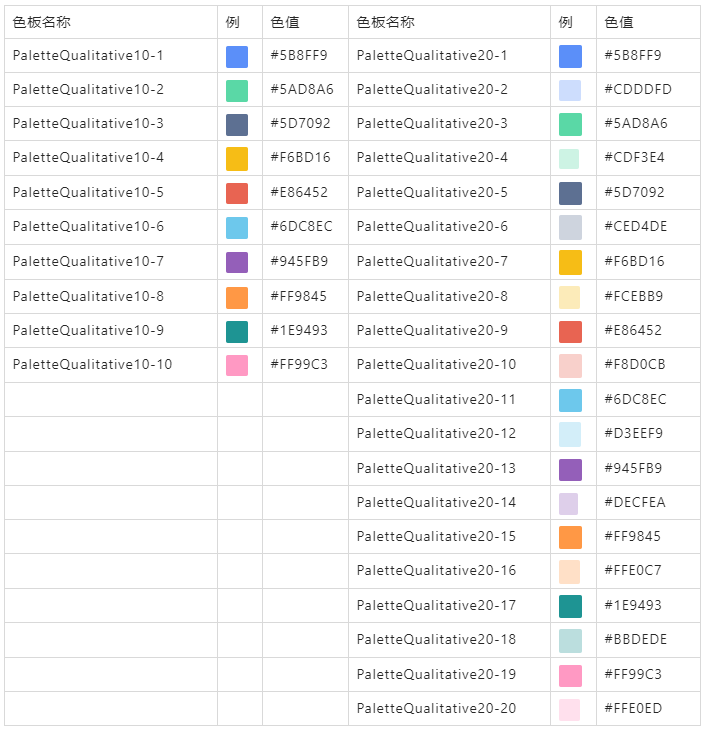 色板名称 例 色值 色板名称 例 色值
PaletteQualitative10-1 #5B8FF9 PaletteQualitative20-1 #5B8FF9
PaletteQualitative10-2 #5AD8A6 PaletteQualitative20-2 #CDDDFD
PaletteQualitative10-3 #5D7092 PaletteQualitative20-3 #5AD8A6
PaletteQualitative10-4 #F6BD16 PaletteQualitative20-4 #CDF3E4
PaletteQualitative10-5 #E86452 PaletteQualitative20-5 #5D7092
PaletteQualitative10-6 #6DC8EC PaletteQualitative20-6 #CED4DE
PaletteQualitative10-7 #945FB9 PaletteQualitative20-7 #F6BD16
PaletteQualitative10-8 #FF9845 PaletteQualitative20-8 #FCEBB9
PaletteQualitative10-9 #1E9493 PaletteQualitative20-9 #E86452
PaletteQualitative10-10 #FF99C3 PaletteQualitative20-10 #F8D0CB
PaletteQualitative20-11 #6DC8EC
PaletteQualitative20-12 #D3EEF9
PaletteQualitative20-13 #945FB9
PaletteQualitative20-14 #DECFEA
PaletteQualitative20-15 #FF9845
PaletteQualitative20-16 #FFE0C7
PaletteQualitative20-17 #1E9493
PaletteQualitative20-18 #BBDEDE
PaletteQualitative20-19 #FF99C3
PaletteQualitative20-20 #FFE0ED